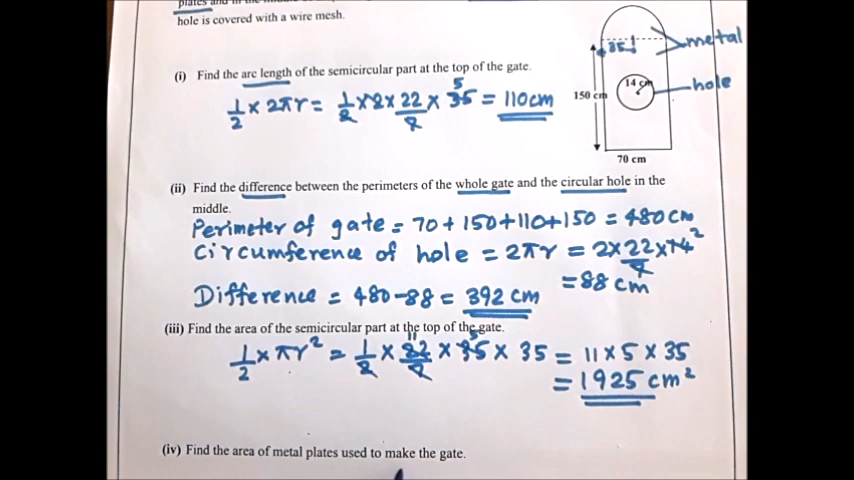 plates and in the middle of
hole is covered with a wire mesh.
metal
35
14 cm
hole
150 cm
70 cm
(i) Find the arc length of the semicircular part at the top of the gate.
1/2 × 2πr = 1/2 × 2 × 22/7 × 35 5 = 110cm
(ii) Find the difference between the perimeters of the whole gate and the circular hole in the
middle.
Perimeter of gate = 70 + 150 + 110 + 150 = 480 cm
Circumference of hole = 2πr = 2 × 22/7 × 14 2
= 88 cm
Difference = 480 - 88 = 392 cm
(iii) Find the area of the semicircular part at the top of the gate.
1/2 × πr² = 1/2 × 22/7 11 × 35 5 × 35 = 11 × 5 × 35
= 1925 cm²
(iv) Find the area of metal plates used to make the gate.